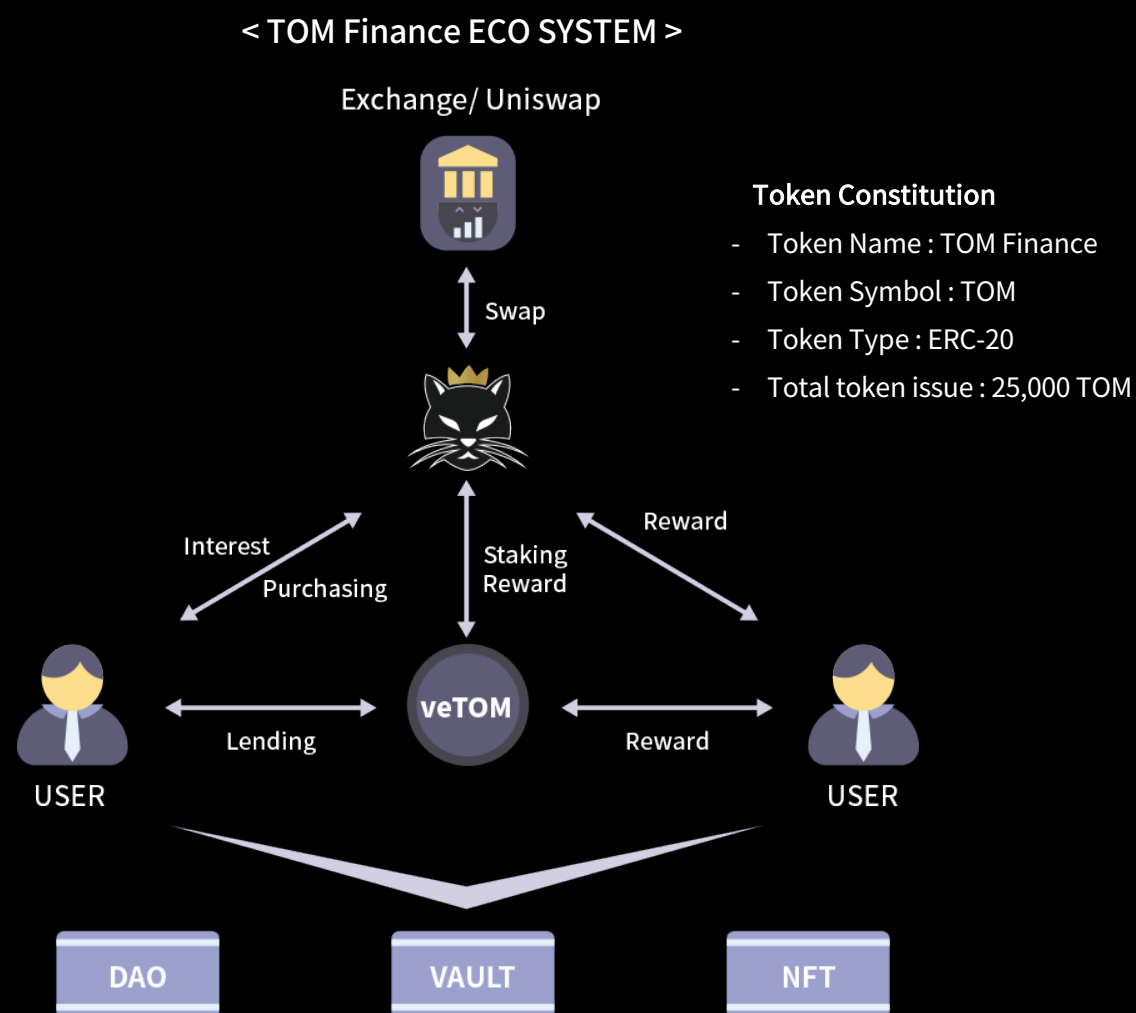 < TOM Finance ECO SYSTEM >
Exchange/ Uniswap
Token Constitution
- Token Name : TOM Finance
- Token Symbol : TOM
- Token Type : ERC-20
- Total token issue : 25,000 TOM
Swap
Interest
Purchasing
Staking
Reward
Reward
veTOM
Lending
Reward
USER
USER
DAO
VAULT
NFT